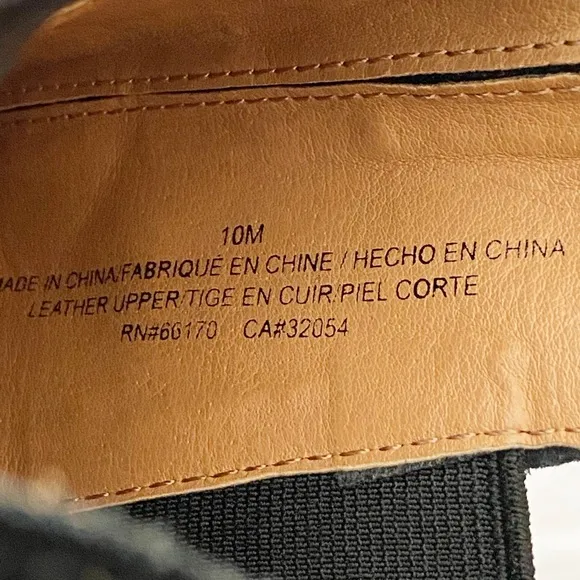 10M
MADE IN CHINA/FABRIQUÉ EN CHINE / HECHO EN CHINA
LEATHER UPPER/TIGE EN CUIR/PIEL CORTE
RN#66170 CA#32054